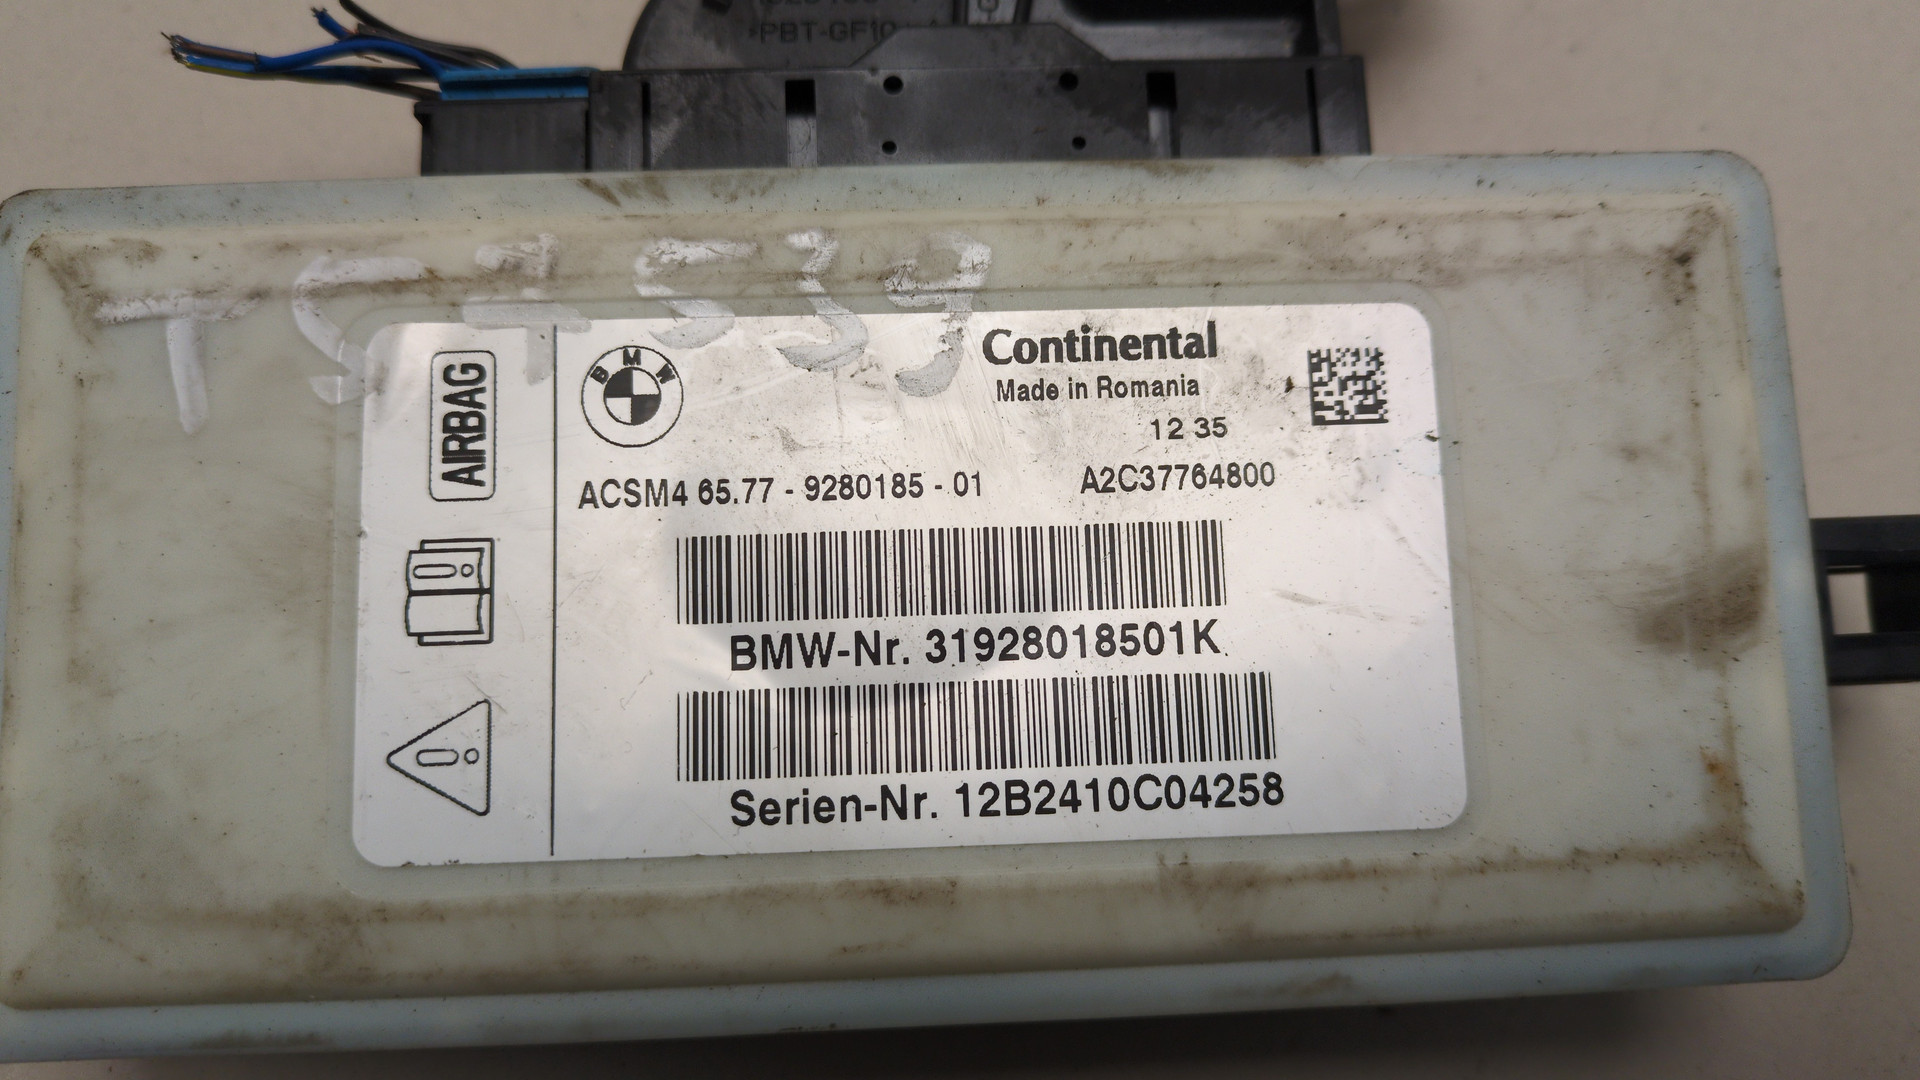 PBT-GF10
TS7539
AIRBAG
BMW
Continental
Made in Romania
12 35
ACSM4 65.77 - 9280185 - 01
A2C37764800
BMW-Nr. 31928018501K
Serien-Nr. 12B2410C04258